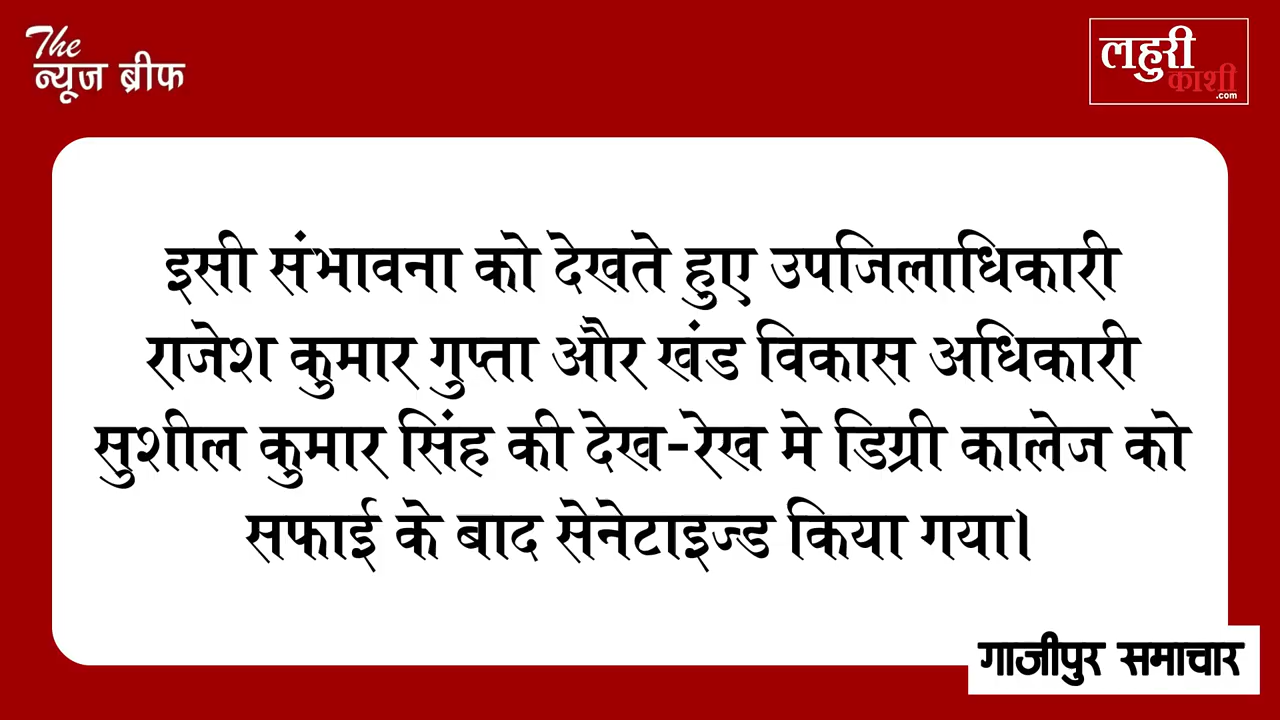 The
न्यूज ब्रीफ
लहुरी
काशी
.com
इसी संभावना को देखते हुए उपजिलाधिकारी
राजेश कुमार गुप्ता और खंड विकास अधिकारी
सुशील कुमार सिंह की देख-रेख मे डिग्री कालेज को
सफाई के बाद सेनेटाइज्ड किया गया।
गाजीपुर समाचार